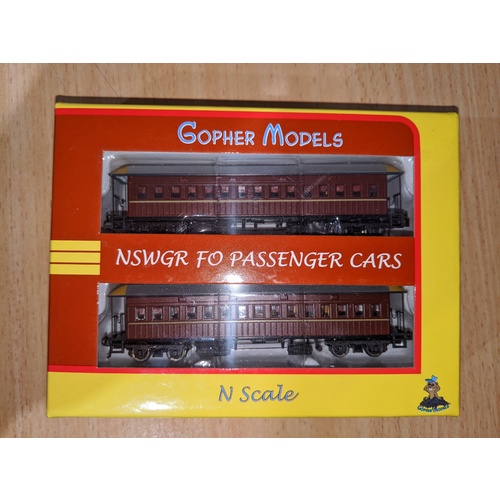 GOPHER MODELS
NSWGR FO PASSENGER CARS
N SCALE